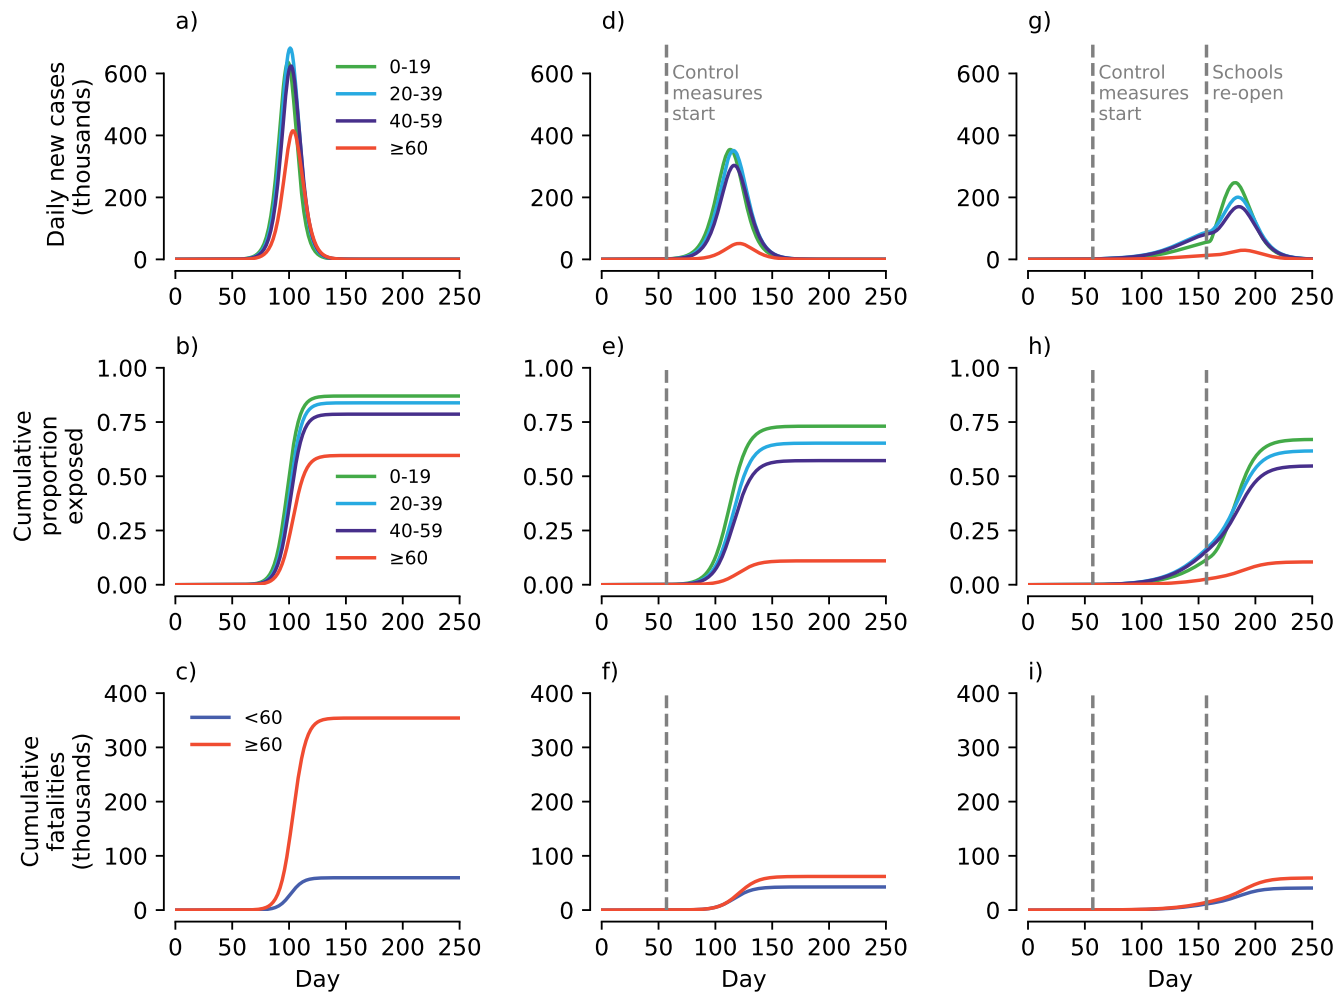 a)
Daily new cases
(thousands)
600
400
200
0
0-19
20-39
40-59
≥60
0 50 100 150 200 250
d)
600
400
200
0
Control
measures
start
0 50 100 150 200 250
g)
600
400
200
0
Control
measures
start
Schools
re-open
0 50 100 150 200 250
b)
Cumulative
proportion
exposed
1.00
0.75
0.50
0.25
0.00
0-19
20-39
40-59
≥60
0 50 100 150 200 250
e)
1.00
0.75
0.50
0.25
0.00
0 50 100 150 200 250
h)
1.00
0.75
0.50
0.25
0.00
0 50 100 150 200 250
c)
Cumulative
fatalities
(thousands)
400
300
200
100
0
<60
≥60
0 50 100 150 200 250
Day
f)
400
300
200
100
0
0 50 100 150 200 250
Day
i)
400
300
200
100
0
0 50 100 150 200 250
Day